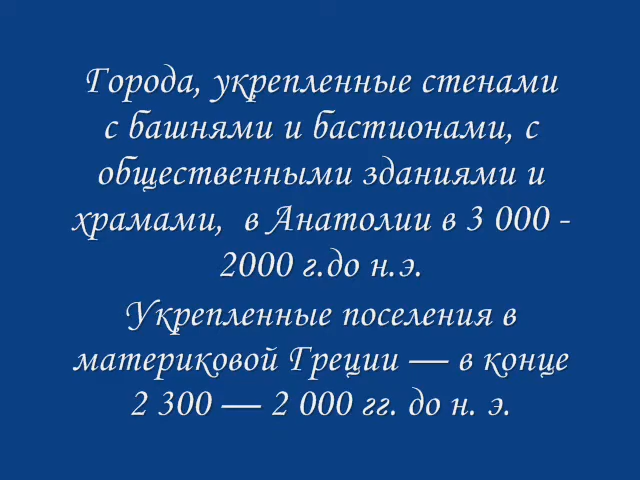 Города, укрепленные стенами
с башнями и бастионами, с
общественными зданиями и
храмами,  в Анатолии в 3 000 -
2000 г.до н.э.
Укрепленные поселения в
материковой Греции — в конце
2 300 — 2 000 гг. до н. э.